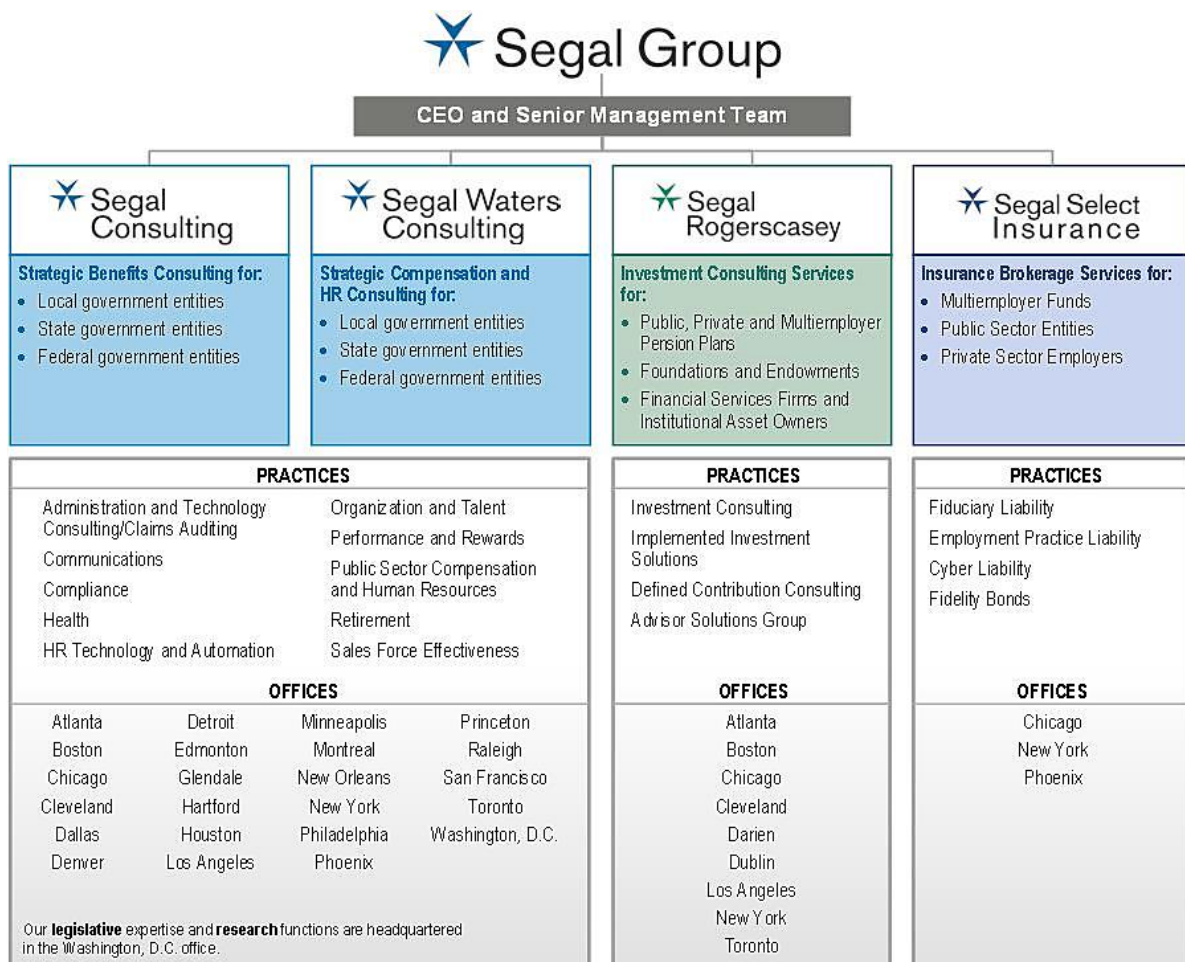 Segal Group
CEO and Senior Management Team
Segal
Consulting
Strategic Benefits Consulting for:
• Local government entities
• State government entities
• Federal government entities
Segal Waters
Consulting
Strategic Compensation and
HR Consulting for:
• Local government entities
• State government entities
• Federal government entities
Segal
Rogerscasey
Investment Consulting Services
for:
• Public, Private and Multiemployer
Pension Plans
• Foundations and Endowments
• Financial Services Firms and
Institutional Asset Owners
Segal Select
Insurance
Insurance Brokerage Services for:
• Multiemployer Funds
• Public Sector Entities
• Private Sector Employers
PRACTICES
Administration and Technology
Consulting/Claims Auditing
Communications
Compliance
Health
HR Technology and Automation
Organization and Talent
Performance and Rewards
Public Sector Compensation
and Human Resources
Retirement
Sales Force Effectiveness
OFFICES
Atlanta
Boston
Chicago
Cleveland
Dallas
Denver
Detroit
Edmonton
Glendale
Hartford
Houston
Los Angeles
Minneapolis
Montreal
New Orleans
New York
Philadelphia
Phoenix
Princeton
Raleigh
San Francisco
Toronto
Washington, D.C.
Our legislative expertise and research functions are headquartered
in the Washington, D.C. office.
PRACTICES
Investment Consulting
Implemented Investment
Solutions
Defined Contribution Consulting
Advisor Solutions Group
OFFICES
Atlanta
Boston
Chicago
Cleveland
Darien
Dublin
Los Angeles
New York
Toronto
PRACTICES
Fiduciary Liability
Employment Practice Liability
Cyber Liability
Fidelity Bonds
OFFICES
Chicago
New York
Phoenix